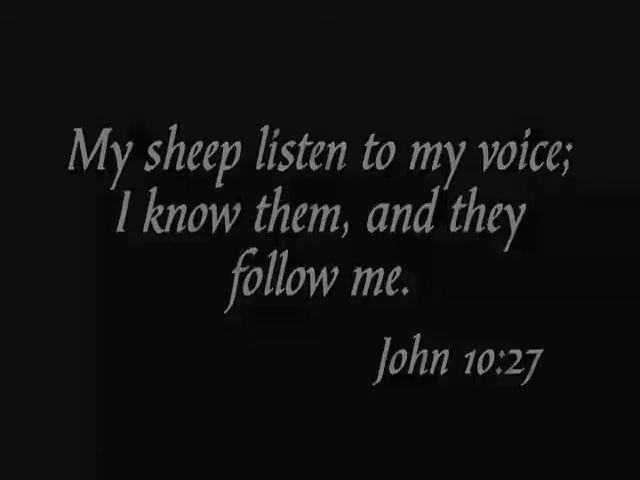 My sheep listen to my voice;
I know them, and they
follow me.
John 10:27